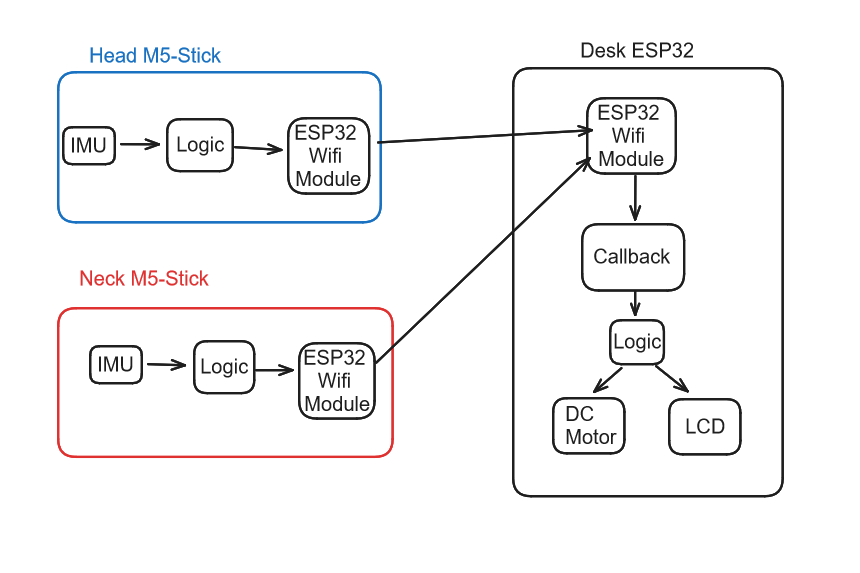 Head M5-Stick
IMU
Logic
ESP32
Wifi
Module
Neck M5-Stick
IMU
Logic
ESP32
Wifi
Module
Desk ESP32
ESP32
Wifi
Module
Callback
Logic
DC
Motor
LCD